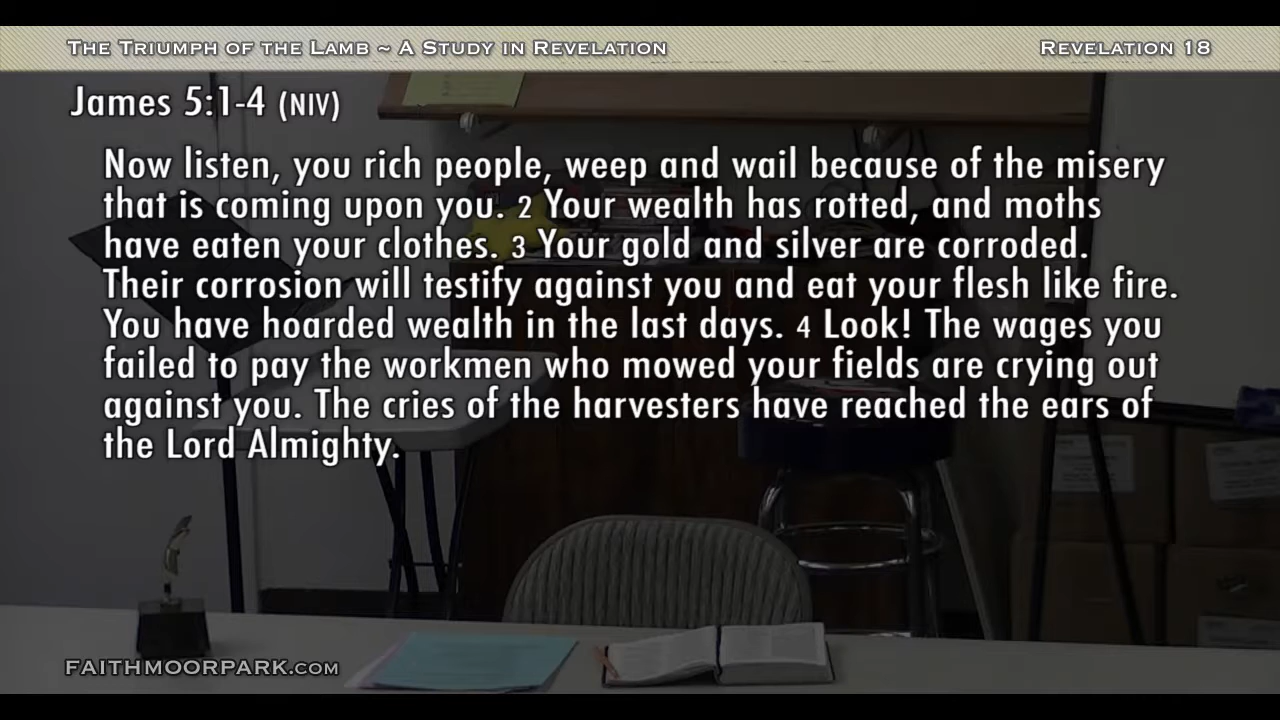 The Triumph of the Lamb ~ A Study in Revelation
Revelation 18
James 5:1-4 (NIV)
Now listen, you rich people, weep and wail because of the misery
that is coming upon you. 2 Your wealth has rotted, and moths
have eaten your clothes. 3 Your gold and silver are corroded.
Their corrosion will testify against you and eat your flesh like fire.
You have hoarded wealth in the last days. 4 Look! The wages you
failed to pay the workmen who mowed your fields are crying out
against you. The cries of the harvesters have reached the ears of
the Lord Almighty.
faithmoorpark.com